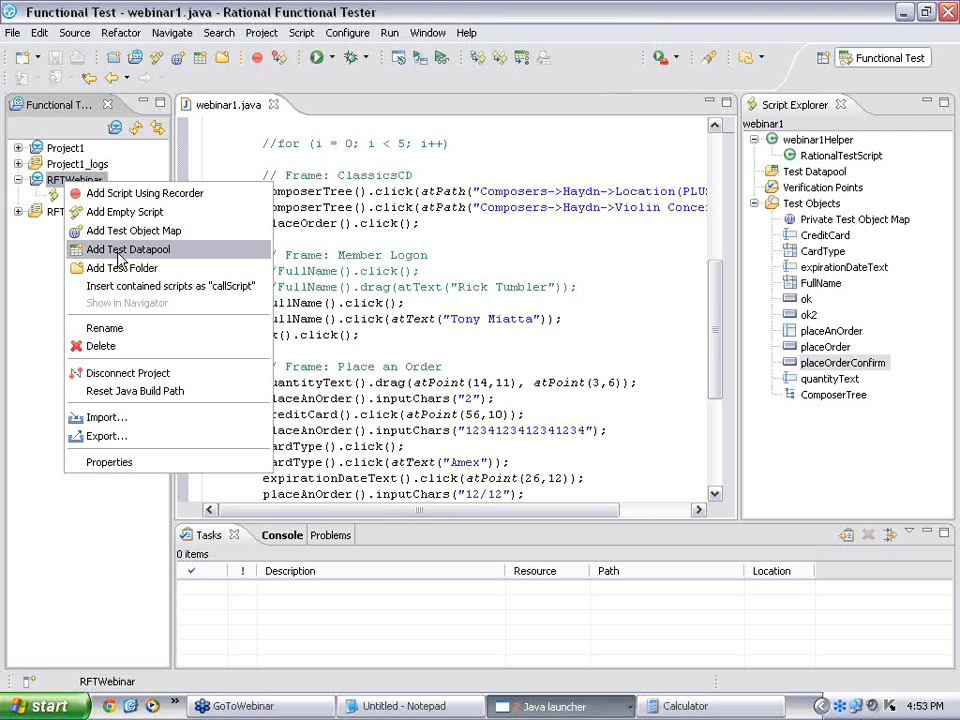 Functional Test - webinar1.java - Rational Functional Tester
File Edit Source Refactor Navigate Search Project Script Configure Run Window Help
Functional Test
Functional T...
webinar1.java
Script Explorer
Project1
Project1_logs
RFTWebinar
RFT
Add Script Using Recorder
Add Empty Script
Add Test Object Map
Add Test Datapool
Add Test Folder
Insert contained scripts as "callScript"
Show in Navigator
Rename
Delete
Disconnect Project
Reset Java Build Path
Import...
Export...
Properties
//for (i = 0; i < 5; i++)
/ Frame: ClassicsCD
omposerTree().click(atPath("Composers->Haydn->Location(PLUS
omposerTree().click(atPath("Composers->Haydn->Violin Concer
laceOrder().click();
/ Frame: Member Logon
/FullName().click();
/FullName().drag(atText("Rick Tumbler"));
ullName().click();
ullName().click(atText("Tony Miatta"));
k().click();
/ Frame: Place an Order
uantityText().drag(atPoint(14,11), atPoint(3,6));
laceAnOrder().inputChars("2");
reditCard().click(atPoint(56,10));
laceAnOrder().inputChars("1234123412341234");
ardType().click();
ardType().click(atText("Amex"));
expirationDateText().click(atPoint(26,12));
placeAnOrder().inputChars("12/12");
webinar1
webinar1Helper
RationalTestScript
Test Datapool
Verification Points
Test Objects
Private Test Object Map
CreditCard
CardType
expirationDateText
FullName
ok
ok2
placeAnOrder
placeOrder
placeOrderConfirm
quantityText
ComposerTree
Tasks
Console
Problems
0 items
! Description Resource Path Location
RFTWebinar
start
»
GoToWebinar
Untitled - Notepad
2 Java launcher
Calculator
4:53 PM